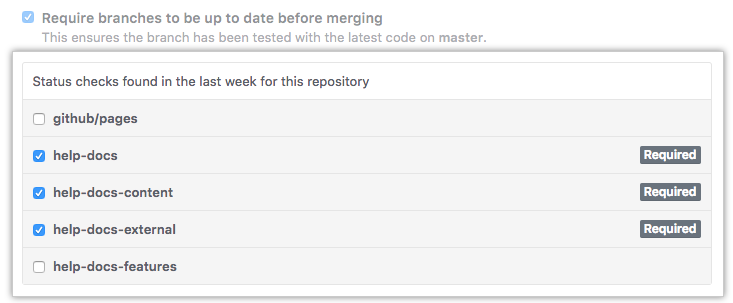 Require branches to be up to date before merging
This ensures the branch has been tested with the latest code on master.
Status checks found in the last week for this repository
github/pages
help-docs Required
help-docs-content Required
help-docs-external Required
help-docs-features